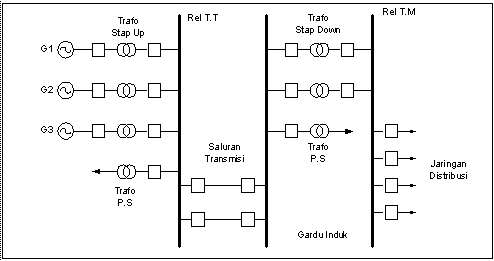 Trafo
Stap Up
Rel T.T
Trafo
Stap Down
Rel T.M
G1
G2
G3
Trafo
P.S
Saluran
Transmisi
Trafo
P.S
Jaringan
Distribusi
Gardu Induk